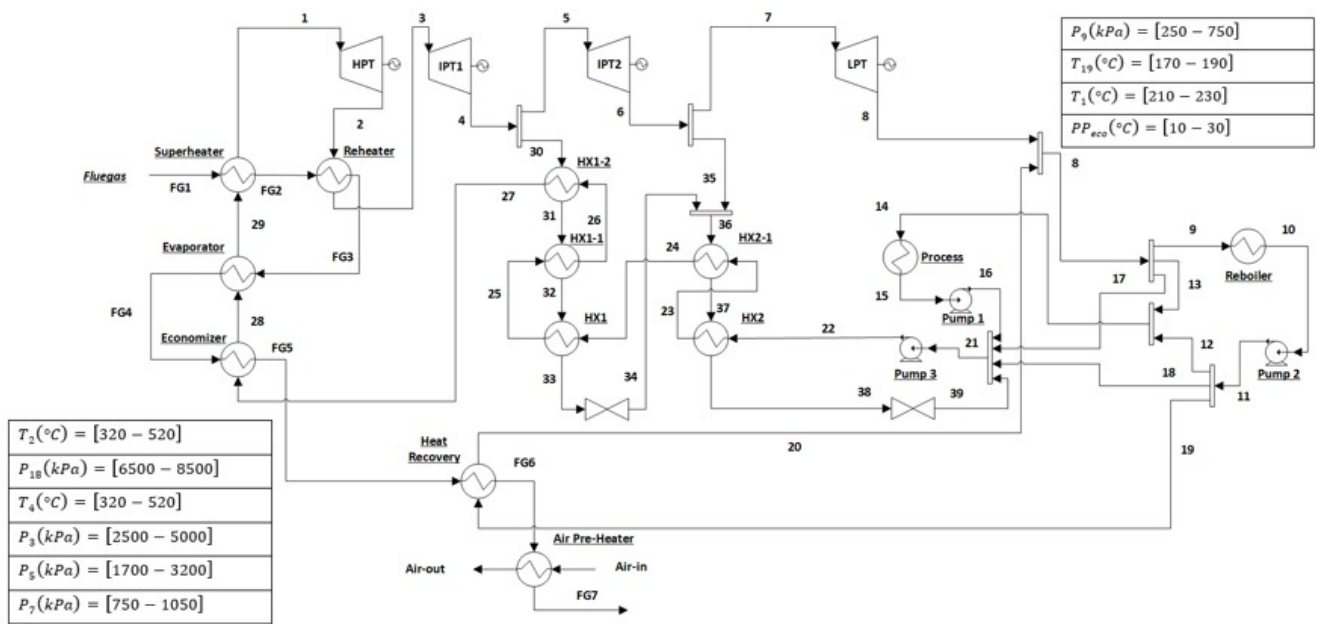 1
3
5
7
HPT
IPT1
IPT2
LPT
P₉(kPa) = [250 − 750]
T₁₉(°C) = [170 − 190]
T₁(°C) = [210 − 230]
PP_eco(°C) = [10 − 30]
2
4
6
8
Superheater
Reheater
30
HX1-2
35
8
Fluegas
FG1
FG2
27
31
26
36
14
29
HX1-1
24
HX2-1
Process
9
10
Evaporator
FG3
17
Reboiler
25
32
16
13
15
FG4
28
HX1
23
37
HX2
22
Pump 1
21
12
Economizer
FG5
Pump 3
18
Pump 2
11
33
34
38
39
T₂(°C) = [320 − 520]
P₁₈(kPa) = [6500 − 8500]
T₄(°C) = [320 − 520]
P₃(kPa) = [2500 − 5000]
P₅(kPa) = [1700 − 3200]
P₇(kPa) = [750 − 1050]
Heat
Recovery
FG6
20
19
Air Pre-Heater
Air-out
Air-in
FG7